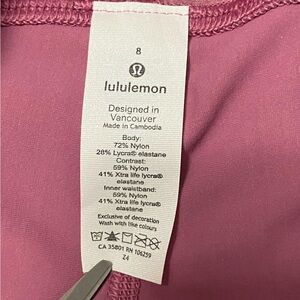 8
lululemon
Designed in
Vancouver
Made in Cambodia
Body:
72% Nylon
28% Lycra® elastane
Contrast:
59% Nylon
41% Xtra life lycra®
elastane
Inner waistband:
59% Nylon
41% Xtra life lycra®
elastane
Exclusive of decoration
Wash with like colours
CA 35801 RN 106259
Z4